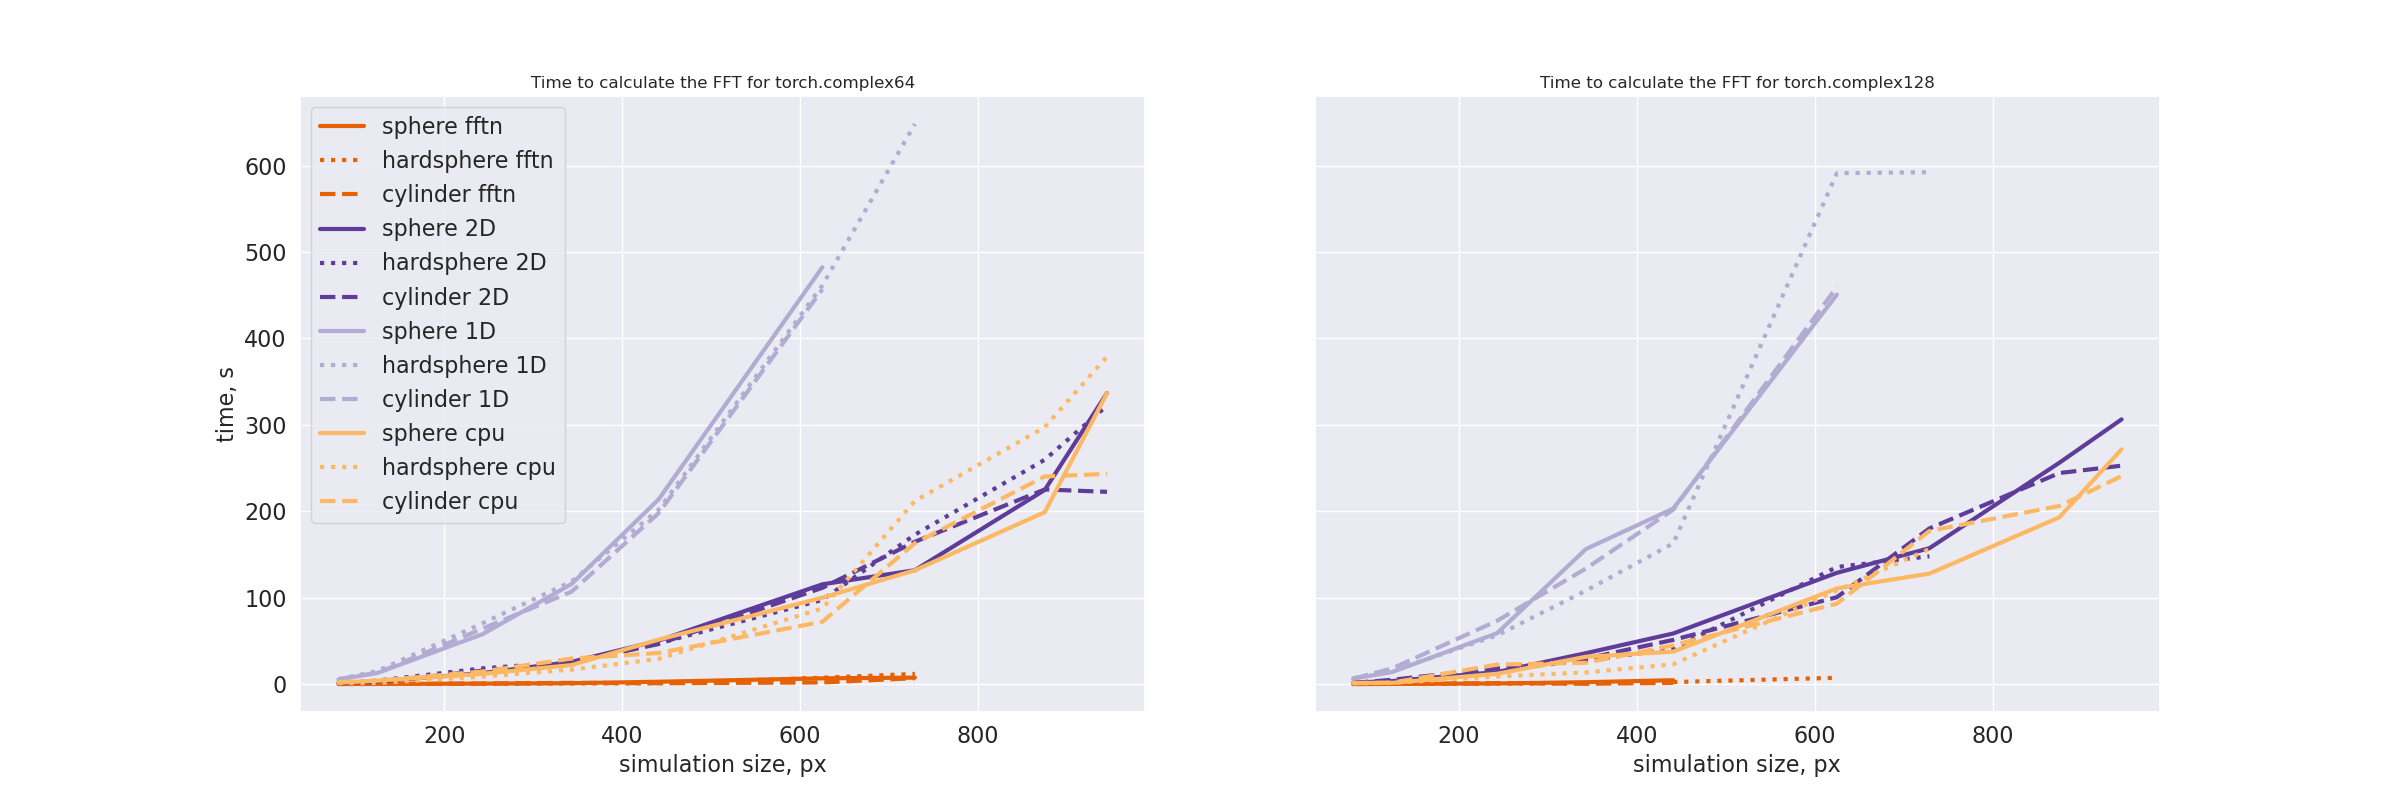 Time to calculate the FFT for torch.complex64
Time to calculate the FFT for torch.complex128
sphere fftn
hardsphere fftn
cylinder fftn
sphere 2D
hardsphere 2D
cylinder 2D
sphere 1D
hardsphere 1D
cylinder 1D
sphere cpu
hardsphere cpu
cylinder cpu
time, s
600
500
400
300
200
100
0
200 400 600 800
simulation size, px
200 400 600 800
simulation size, px